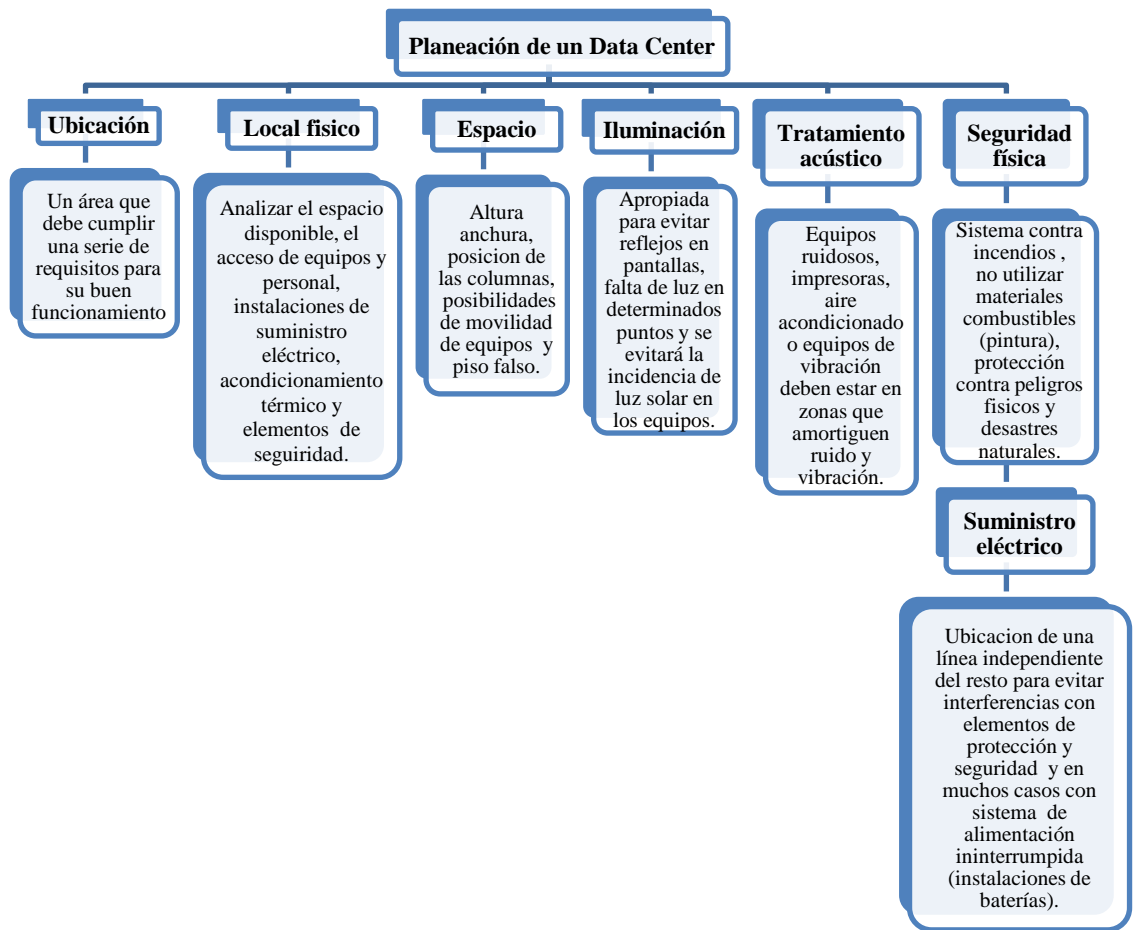 Planeación de un Data Center
Ubicación
Un área que
debe cumplir
una serie de
requisitos para
su buen
funcionamiento
Local fisico
Analizar el espacio
disponible, el
acceso de equipos y
personal,
instalaciones de
suministro
eléctrico,
acondicionamiento
térmico y
elementos de
seguiridad.
Espacio
Altura
anchura,
posicion de
las columnas,
posibilidades
de movilidad
de equipos y
piso falso.
Iluminación
Apropiada
para evitar
reflejos en
pantallas,
falta de luz en
determinados
puntos y se
evitará la
incidencia de
luz solar en
los equipos.
Tratamiento
acústico
Equipos
ruidosos,
impresoras,
aire
acondicionado
o equipos de
vibración
deben estar en
zonas que
amortiguen
ruido y
vibración.
Seguridad
física
Sistema contra
incendios ,
no utilizar
materiales
combustibles
(pintura),
protección
contra peligros
fisicos y
desastres
naturales.
Suministro
eléctrico
Ubicacion de una
línea independiente
del resto para evitar
interferencias con
elementos de
protección y
seguridad y en
muchos casos con
sistema de
alimentación
ininterrumpida
(instalaciones de
baterías).